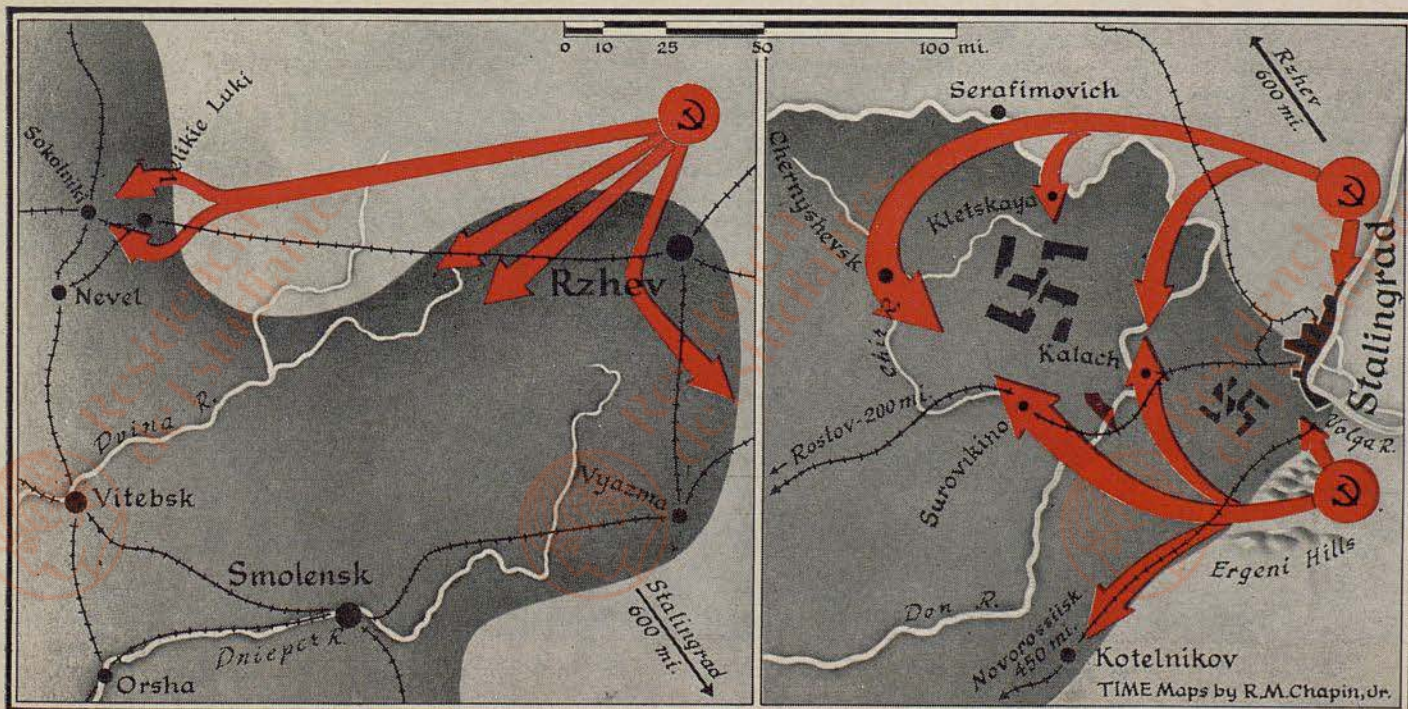 0 10 25 50 100 mi.
Velikie Luki
Sokolniki
Nevel
Rzhev
Dvina R.
Vitebsk
Vyazma
Smolensk
Dnieper R.
Orsha
Stalingrad
600 mi.
Rzhev
600 mi.
Serafimovich
Chernyshevsk
Kletskaya
Chir R.
Kalach
Stalingrad
Volga R.
Rostov-200 mi.
Surovikino
Ergeni Hills
Don R.
Novorossiisk
450 mi.
Kotelnikov
TIME Maps by R.M.Chapin, Jr.